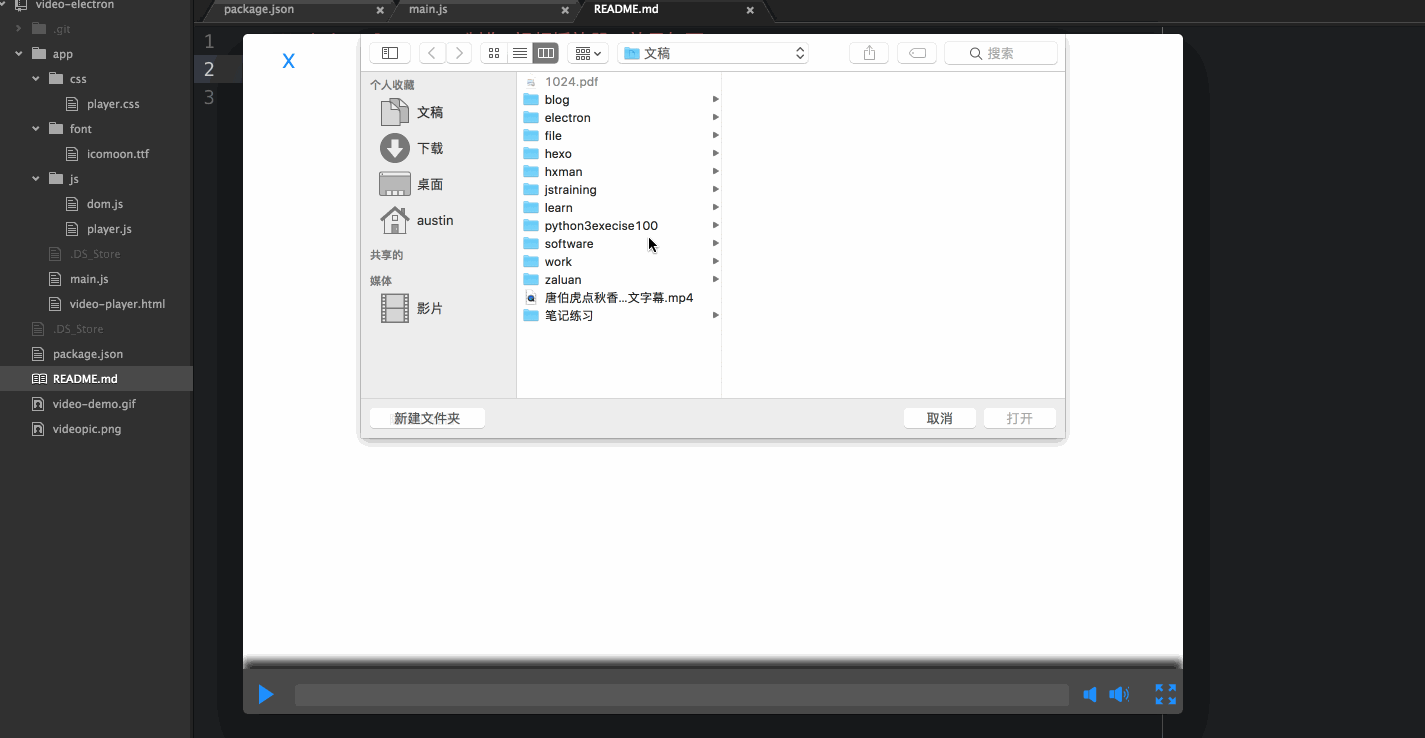 video-electron
.git
app
css
player.css
font
icomoon.ttf
js
dom.js
player.js
.DS_Store
main.js
video-player.html
.DS_Store
package.json
README.md
video-demo.gif
videopic.png
package.json
main.js
README.md
1
2
3
X
文稿
搜索
个人收藏
文稿
下载
桌面
austin
共享的
媒体
影片
1024.pdf
blog
electron
file
hexo
hxman
jstraining
learn
python3execise100
software
work
zaluan
唐伯虎点秋香...文字幕.mp4
笔记练习
新建文件夹
取消
打开